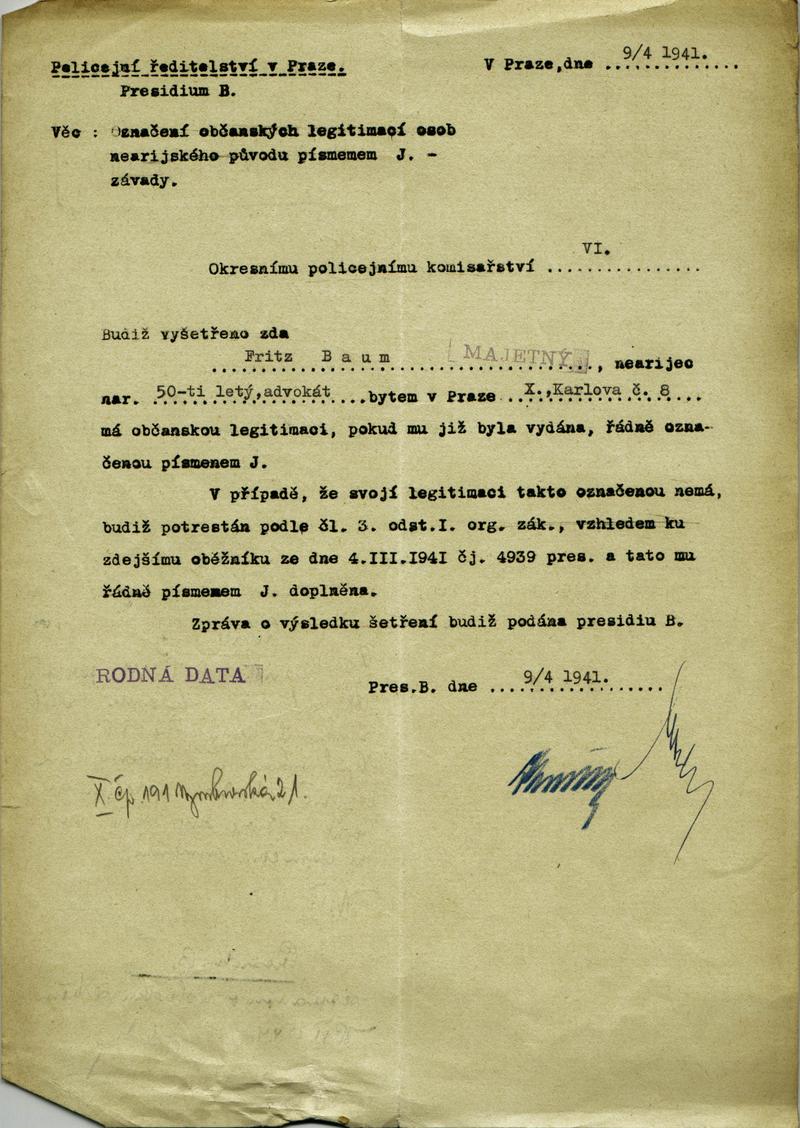 Policejní ředitelství v Praze.
V Praze,dne 9/4 1941.
Presidium B.
Věc : Označení občanských legitimací osob
nearijského původu písmemem J. -
závady.
VI.
Okresnímu policejnímu komisařství ................
Budiž vyšetřeno zda
Fritz B a u m MAJETNÝ , nearijec
nar. 50-ti letý,advokát ....bytem v Praze ..X.,Karlova č. 8...
má občanskou legitimaci, pokud mu již byla vydána, řádně ozna-
čenou písmenem J.
V případě, že svojí legitimaci takto označenou nemá,
budiž potrestán podle čl. 3. odst.I. org. zák., vzhledem ku
zdejšímu oběžníku ze dne 4.III.1941 čj. 4939 pres. a tato mu
řádně písmenem J. doplněna.
Zpráva o výsledku šetření budiž podána presidiu B.
RODNÁ DATA
Pres.B. dne 9/4 1941.
X čp 191 21.